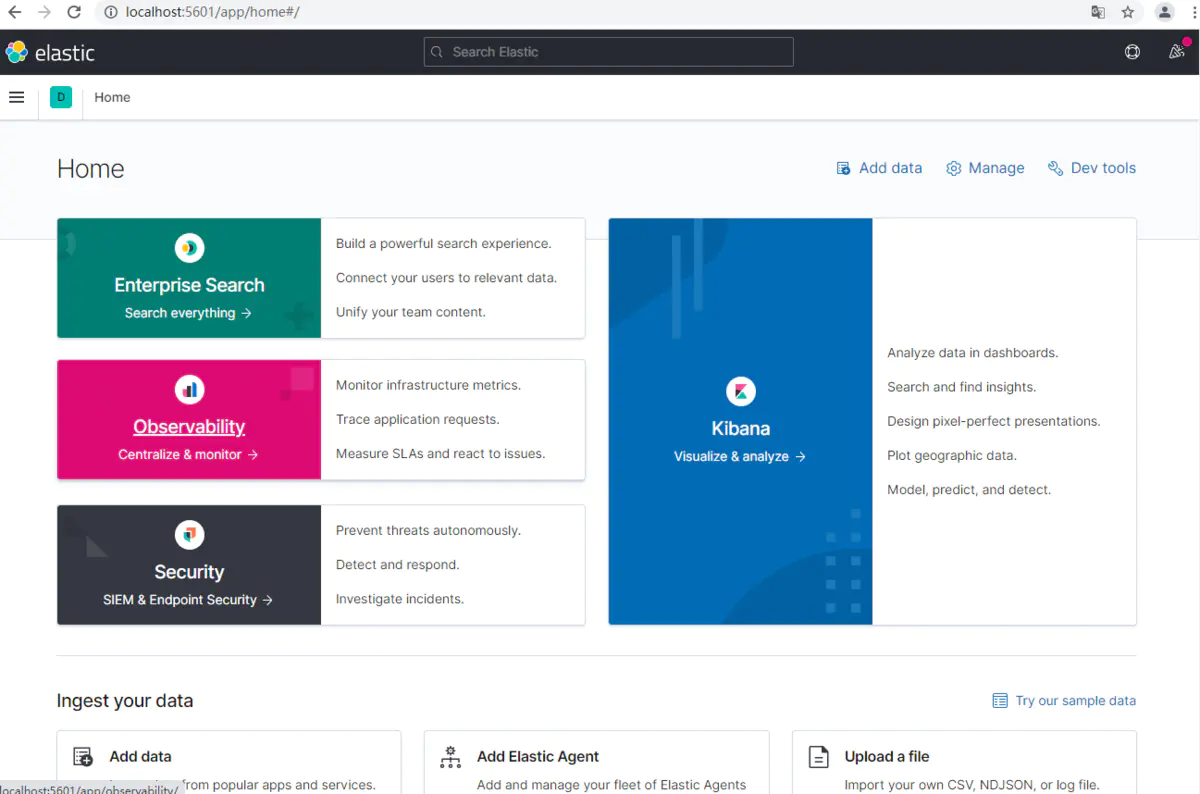 localhost:5601/app/home#/
elastic
Search Elastic
D
Home
Home
Add data
Manage
Dev tools
Enterprise Search
Search everything →
Build a powerful search experience.
Connect your users to relevant data.
Unify your team content.
Observability
Centralize & monitor →
Monitor infrastructure metrics.
Trace application requests.
Measure SLAs and react to issues.
Security
SIEM & Endpoint Security →
Prevent threats autonomously.
Detect and respond.
Investigate incidents.
Kibana
Visualize & analyze →
Analyze data in dashboards.
Search and find insights.
Design pixel-perfect presentations.
Plot geographic data.
Model, predict, and detect.
Ingest your data
Try our sample data
Add data
from popular apps and services.
Add Elastic Agent
Add and manage your fleet of Elastic Agents
Upload a file
Import your own CSV, NDJSON, or log file.
localhost:5601/app/observability/